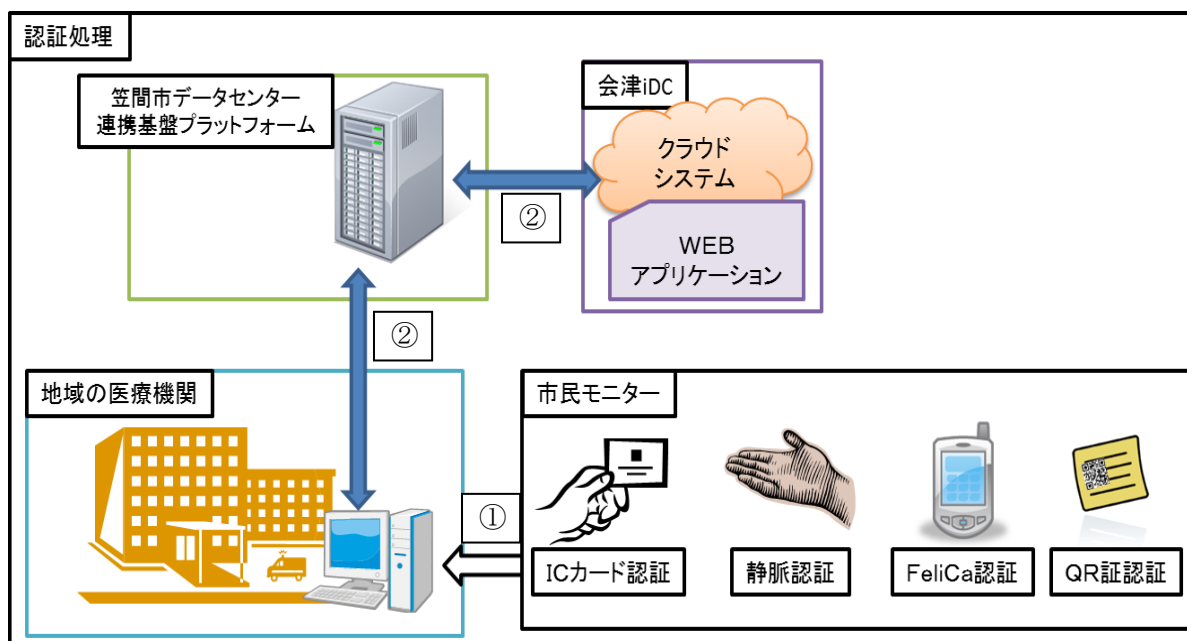 認証処理
笠間市データセンター
連携基盤プラットフォーム
会津iDC
クラウド
システム
②
WEB
アプリケーション
②
地域の医療機関
市民モニター
①
ICカード認証
静脈認証
FeliCa認証
QR証認証